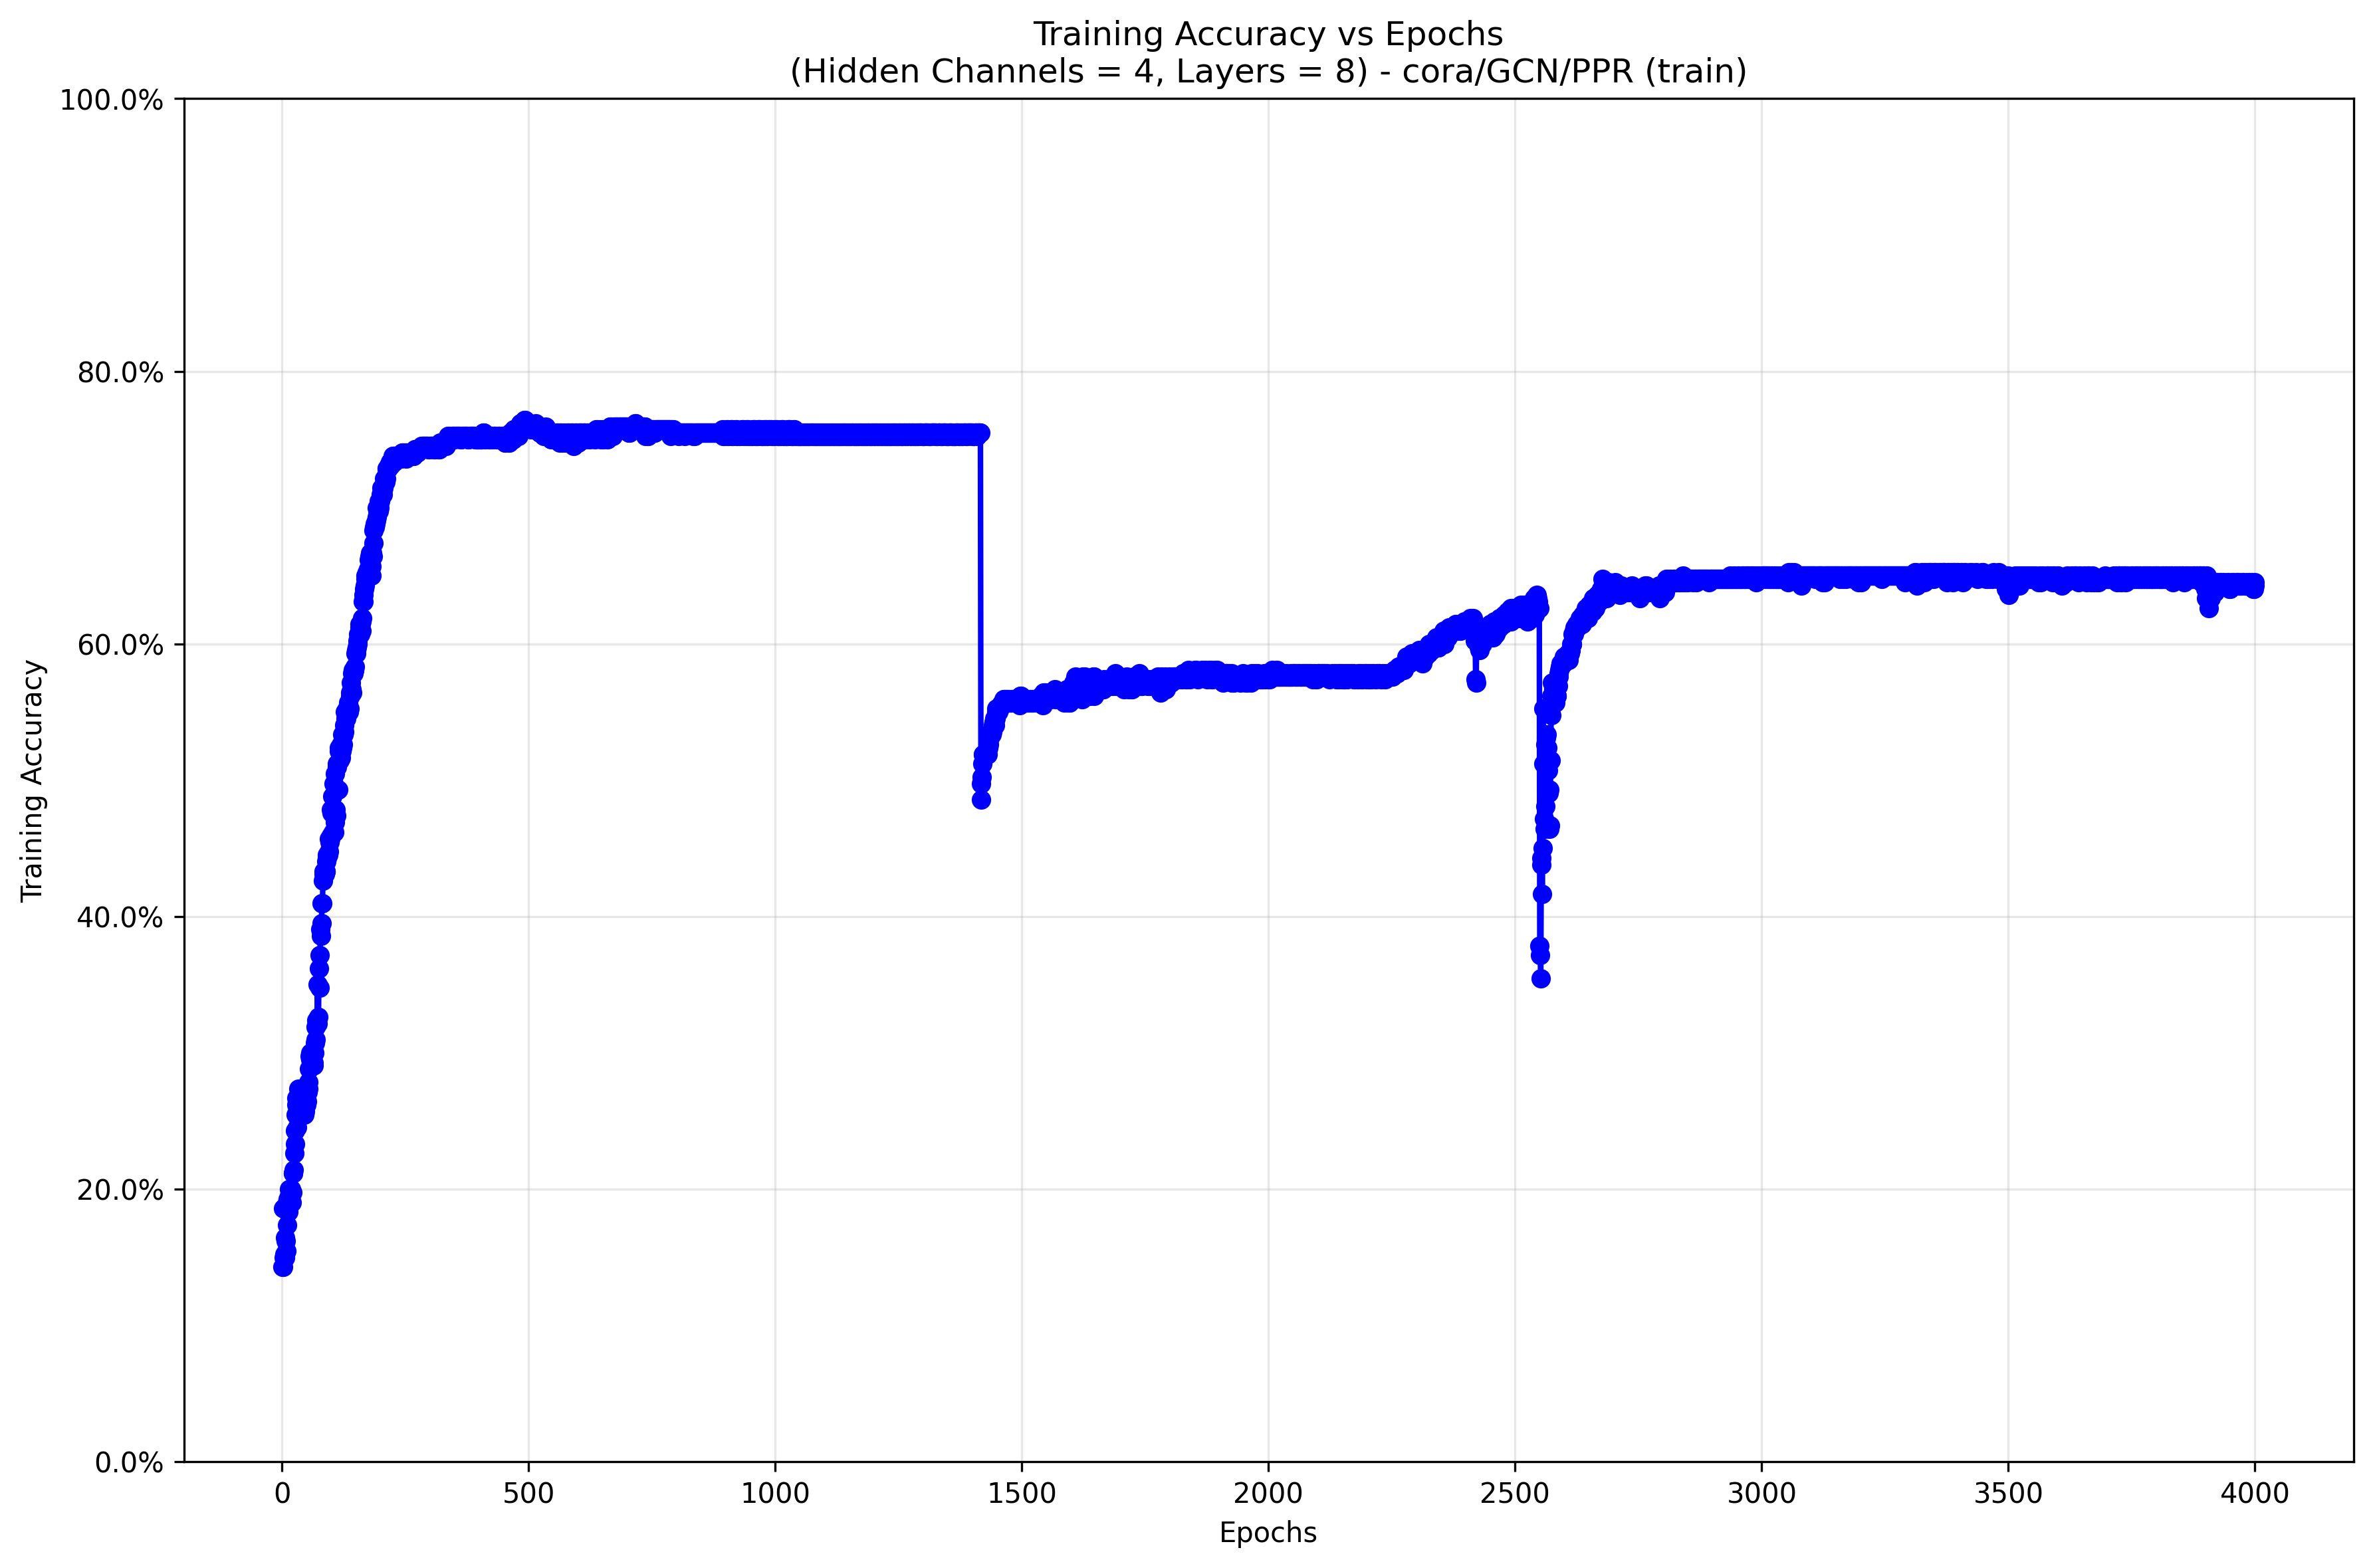 Training Accuracy vs Epochs
(Hidden Channels = 4, Layers = 8) - cora/GCN/PPR (train)
Training Accuracy
100.0%
80.0%
60.0%
40.0%
20.0%
0.0%
0 500 1000 1500 2000 2500 3000 3500 4000
Epochs